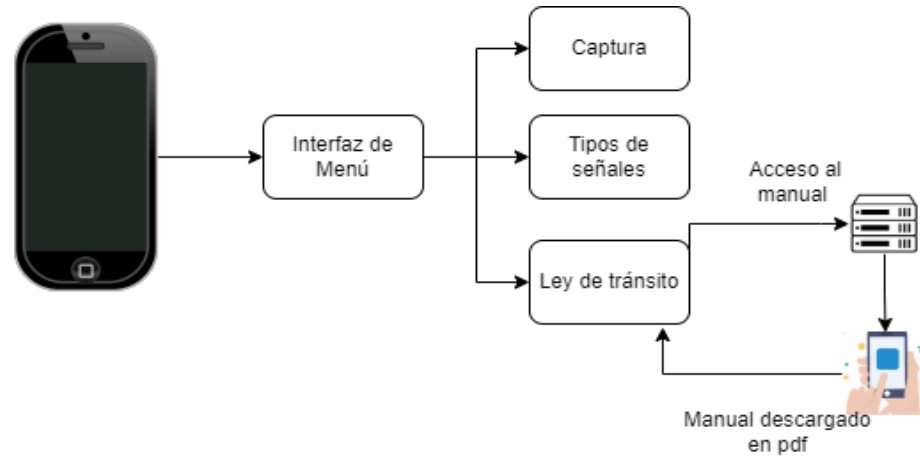 Captura
Interfaz de
Menú
Tipos de
señales
Acceso al
manual
Ley de tránsito
Manual descargado
en pdf